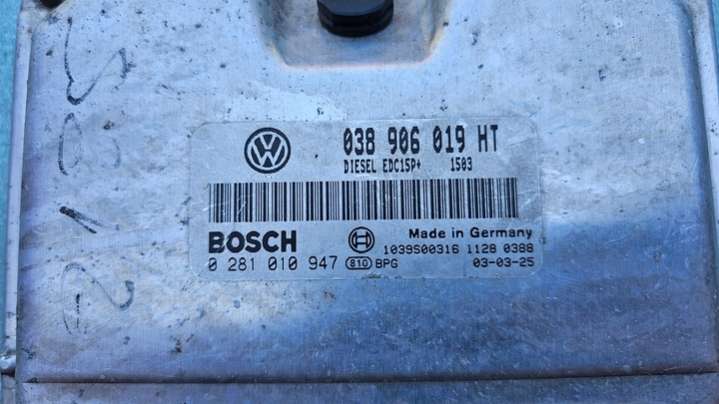 038 906 019 HT
DIESEL EDC15P+ 1503
BOSCH
Made in Germany
1039S00316 1128 0388
0 281 010 947 810 BPG 03-03-25